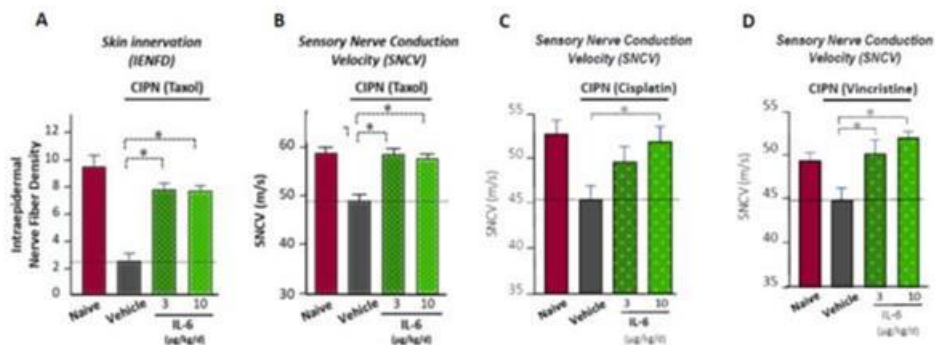 A
Skin innervation
(IENFD)
CIPN (Taxol)
Intraepidermal
Nerve Fiber Density
12
10
8
6
4
2
0
*
*
Naive
Vehicle
3
10
IL-6
(µg/kg/d)
B
Sensory Nerve Conduction
Velocity (SNCV)
CIPN (Taxol)
SNCV (m/s)
60
50
40
30
*
*
Naive
Vehicle
3
10
IL-6
(µg/kg/d)
C
Sensory Nerve Conduction
Velocity (SNCV)
CIPN (Cisplatin)
SNCV (m/s)
55
50
45
40
35
*
Naive
Vehicle
3
10
IL-6
(µg/kg/d)
D
Sensory Nerve Conduction
Velocity (SNCV)
CIPN (Vincristine)
SNCV (m/s)
55
50
45
40
35
*
*
Naive
Vehicle
3
10
IL-6
(µg/kg/d)